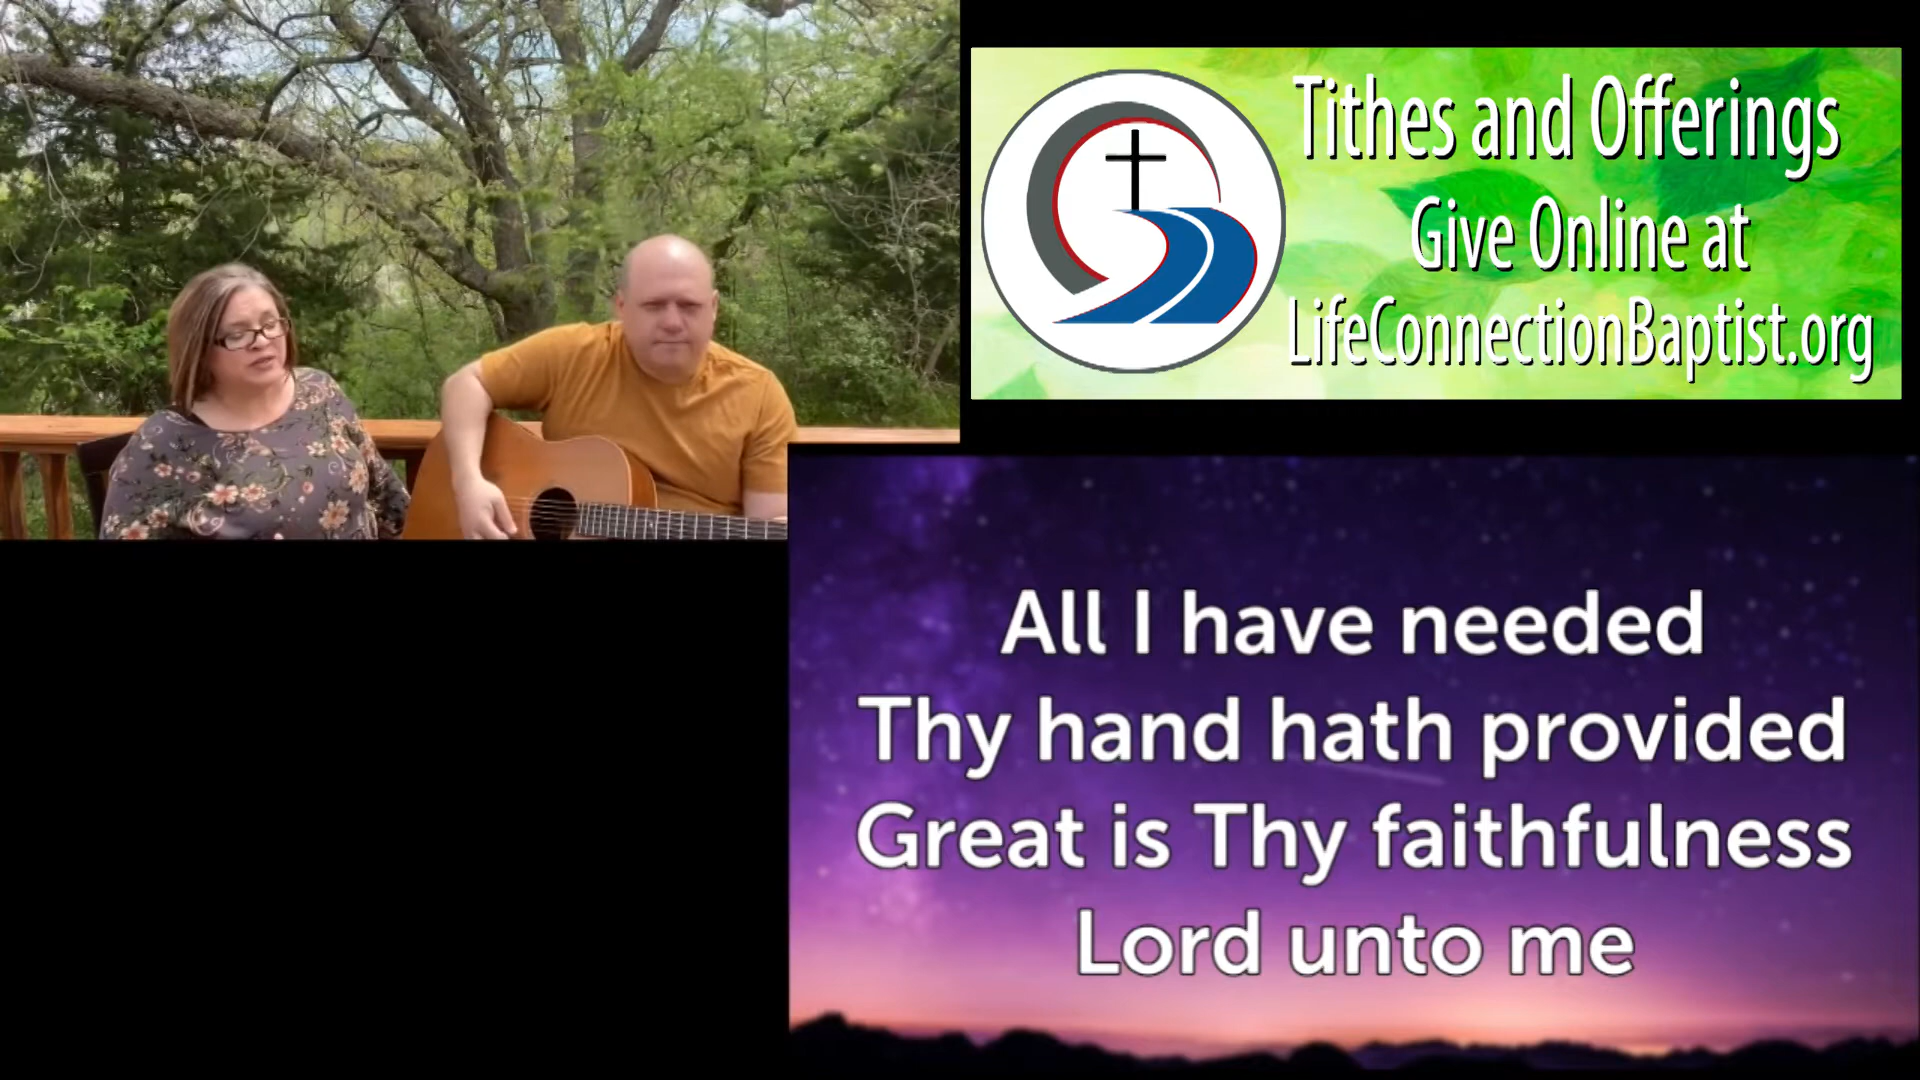 Tithes and Offerings
Give Online at
LifeConnectionBaptist.org
All I have needed
Thy hand hath provided
Great is Thy faithfulness
Lord unto me